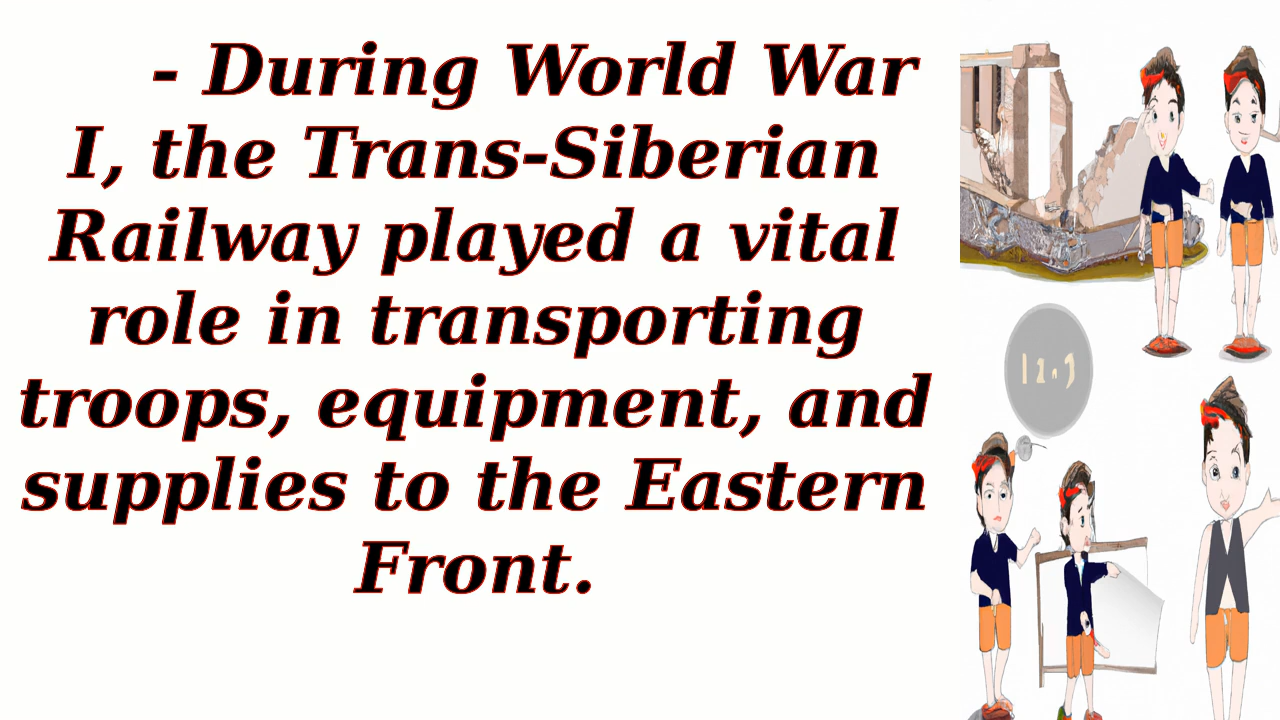 - During World War
I, the Trans-Siberian
Railway played a vital
role in transporting
troops, equipment, and
supplies to the Eastern
Front.